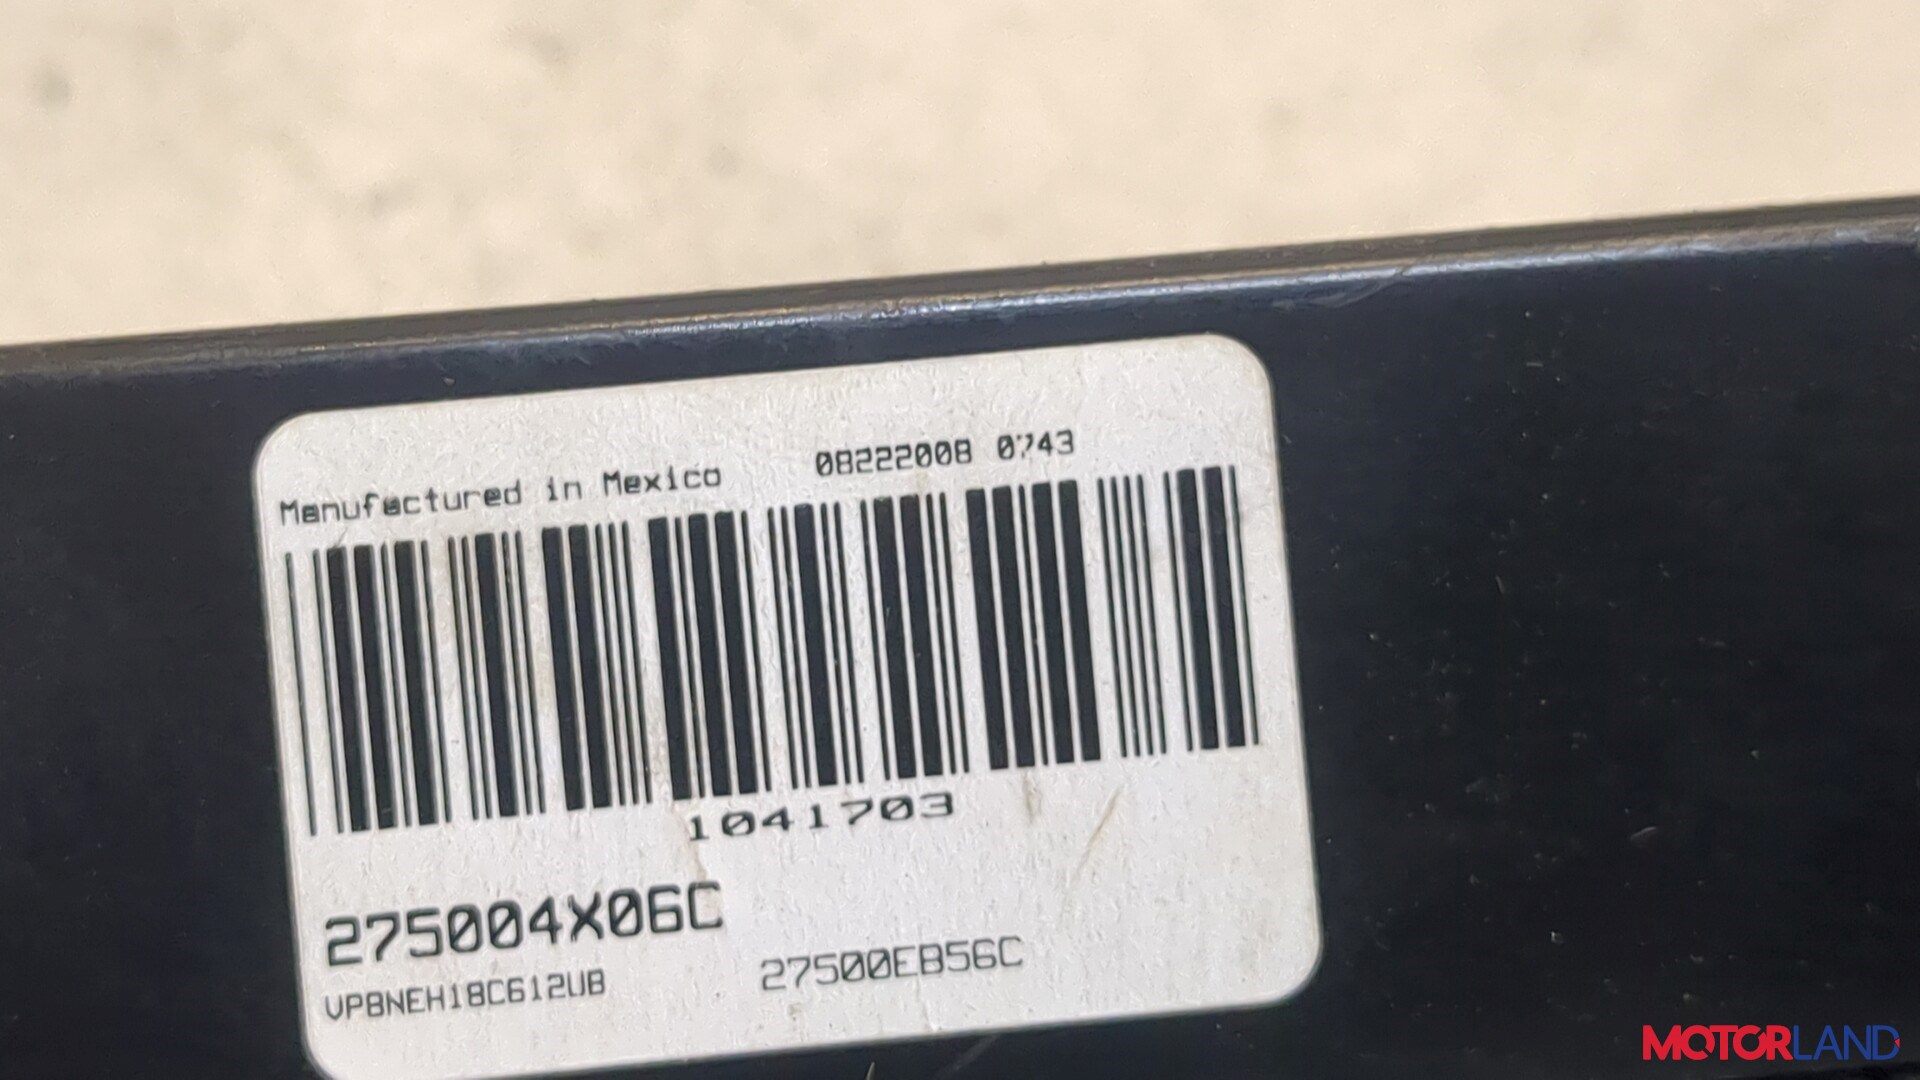 Manufactured in Mexico 08222008 0743
1041703
275004X06C
VP8NEH18C612UB 27500EB56C
MOTORLAND